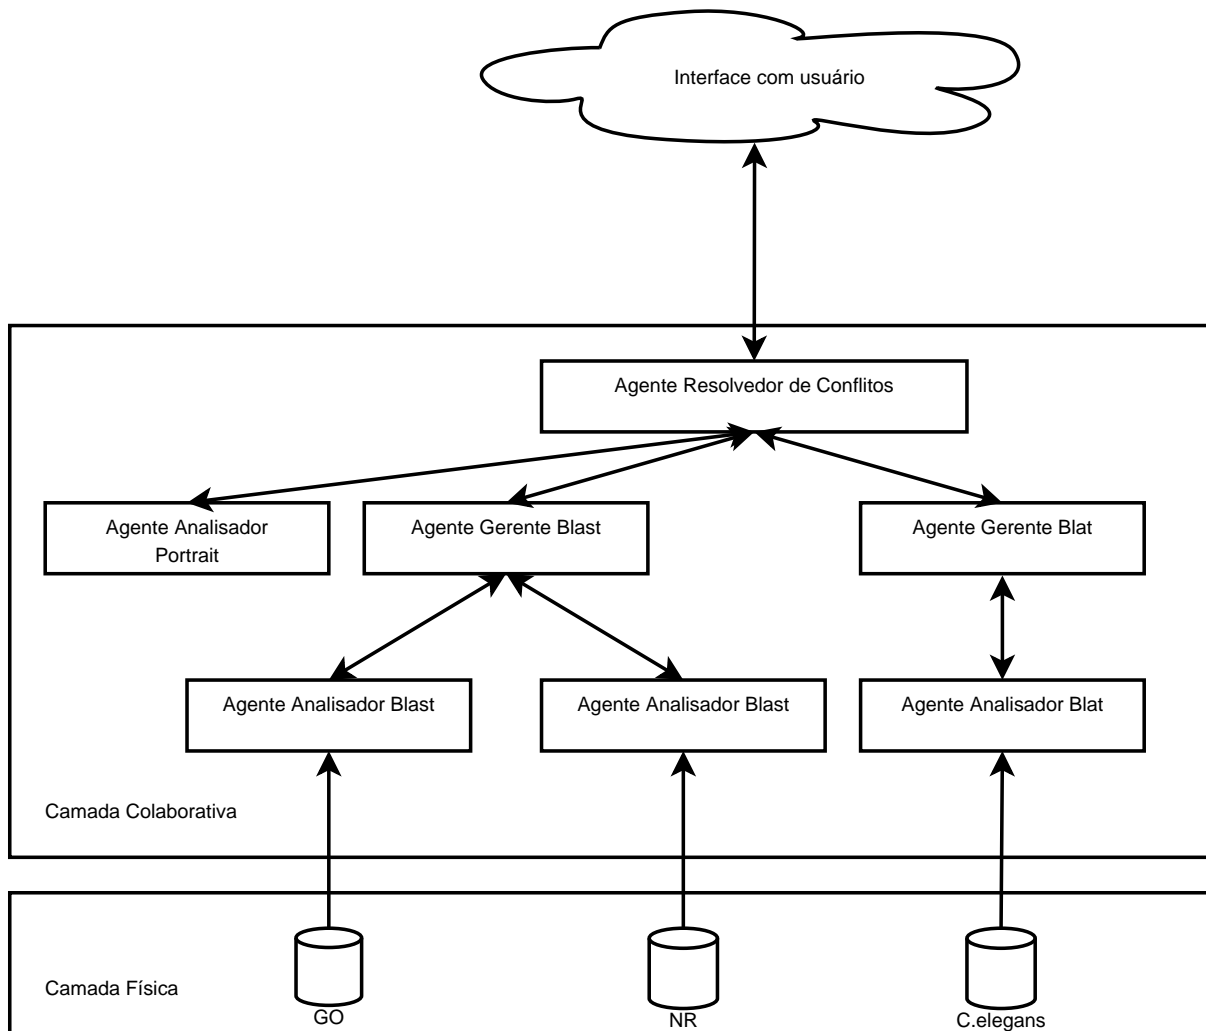 Interface com usuário
Agente Resolvedor de Conflitos
Agente Analisador
Portrait
Agente Gerente Blast
Agente Gerente Blat
Agente Analisador Blast
Agente Analisador Blast
Agente Analisador Blat
Camada Colaborativa
Camada Física
GO
NR
C.elegans